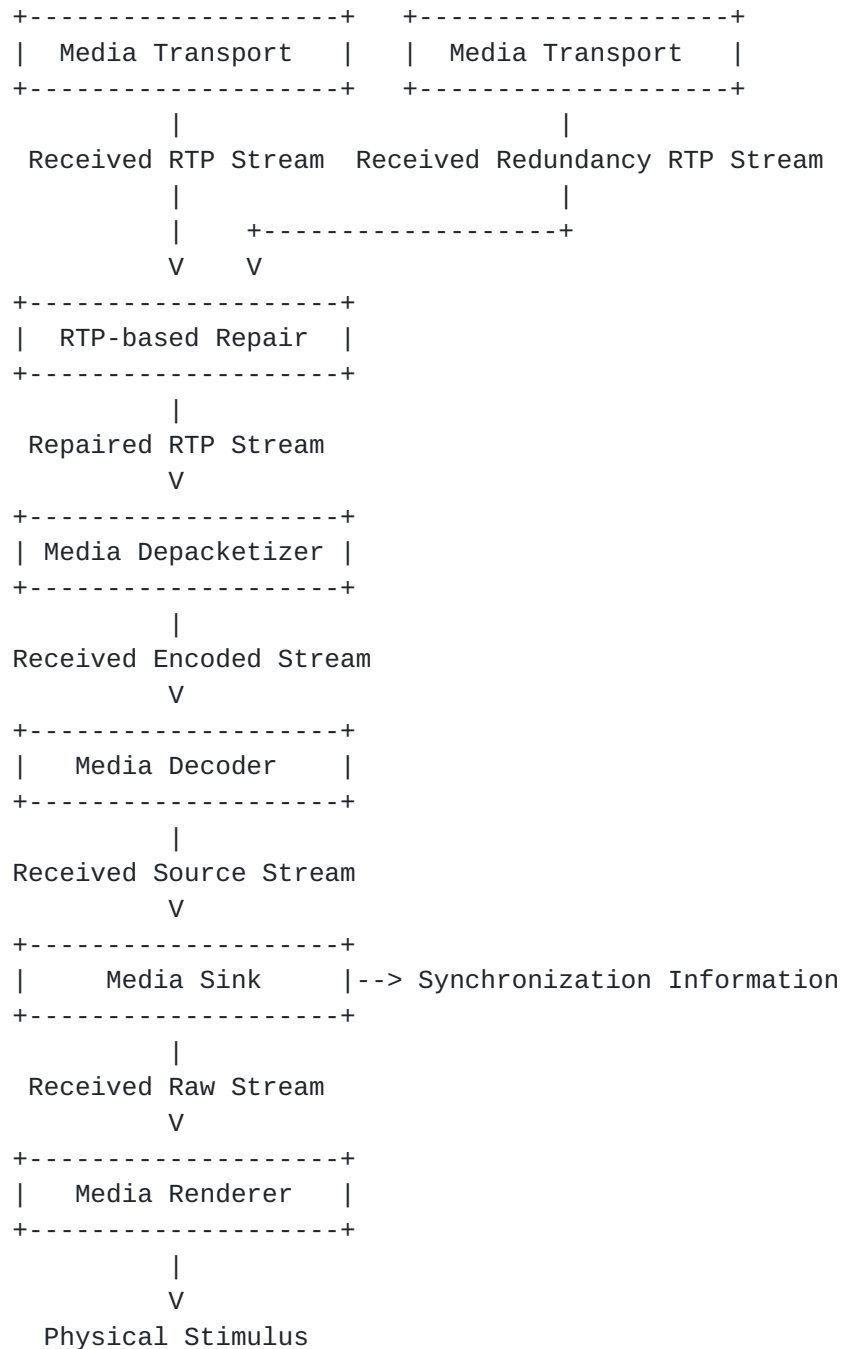 +--------------------+   +--------------------+
|   Media Transport  |   |   Media Transport  |
+--------------------+   +--------------------+
          |                        |
 Received RTP Stream  Received Redundancy RTP Stream
          |                        |
          |    +-------------------+
          V    V
+--------------------+
|  RTP-based Repair  |
+--------------------+
          |
 Repaired RTP Stream
          V
+--------------------+
| Media Depacketizer |
+--------------------+
          |
Received Encoded Stream
          V
+--------------------+
|   Media Decoder    |
+--------------------+
          |
Received Source Stream
          V
+--------------------+
|     Media Sink     |--> Synchronization Information
+--------------------+
          |
 Received Raw Stream
          V
+--------------------+
|   Media Renderer   |
+--------------------+
          |
          V
  Physical Stimulus